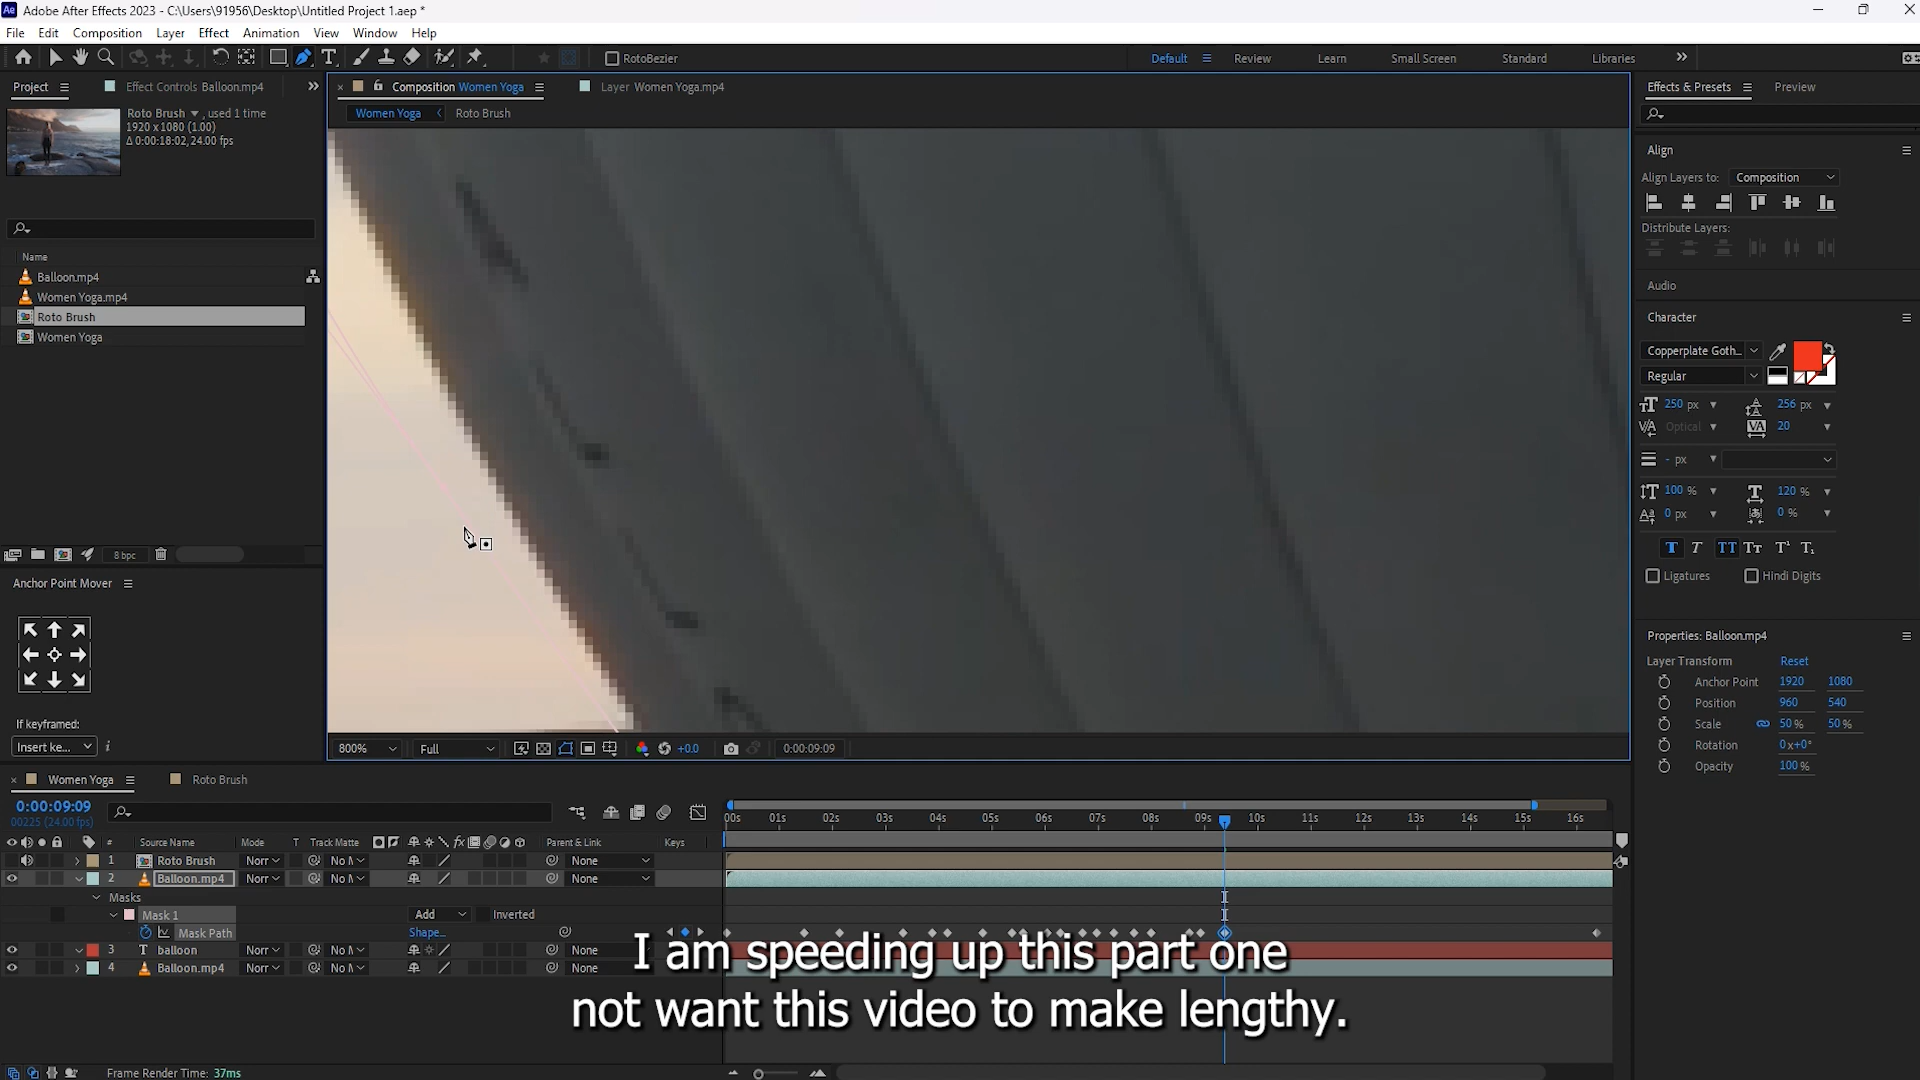 Adobe After Effects 2023 - C:\Users\91956\Desktop\Untitled Project 1.aep *
File Edit Composition Layer Effect Animation View Window Help
RotoBezier
Default Review Learn Small Screen Standard Libraries
Project Effect Controls Balloon.mp4
Composition Women Yoga Layer Women Yoga.mp4
Effects & Presets Preview
Roto Brush , used 1 time
1920 x 1080 (1.00)
Δ 0:00:18:02, 24.00 fps
Women Yoga Roto Brush
Name
Balloon.mp4
Women Yoga.mp4
Roto Brush
Women Yoga
8 bpc
Anchor Point Mover
If keyframed:
Insert ke...
800% Full +0.0 0:00:09:09
Align
Align Layers to: Composition
Distribute Layers:
Audio
Character
Copperplate Goth...
Regular
250 px 256 px
Optical 20
- px
100 % 120 %
0 px 0 %
T T TT Tt T¹ T₁
Ligatures Hindi Digits
Properties: Balloon.mp4
Layer Transform Reset
Anchor Point 1920 1080
Position 960 540
Scale 50 % 50 %
Rotation 0x+0°
Opacity 100 %
Women Yoga Roto Brush
0:00:09:09
00225 (24.00 fps)
00s 01s 02s 03s 04s 05s 06s 07s 08s 09s 10s 11s 12s 13s 14s 15s 16s
# Source Name Mode T Track Matte Parent & Link Keys
1 Roto Brush Norr No M None
2 Balloon.mp4 Norr No M None
Masks
Mask 1 Add Inverted
Mask Path Shape...
3 T balloon Norr No M None
4 Balloon.mp4 Norr No M None
I am speeding up this part one
not want this video to make lengthy.
Frame Render Time: 37ms